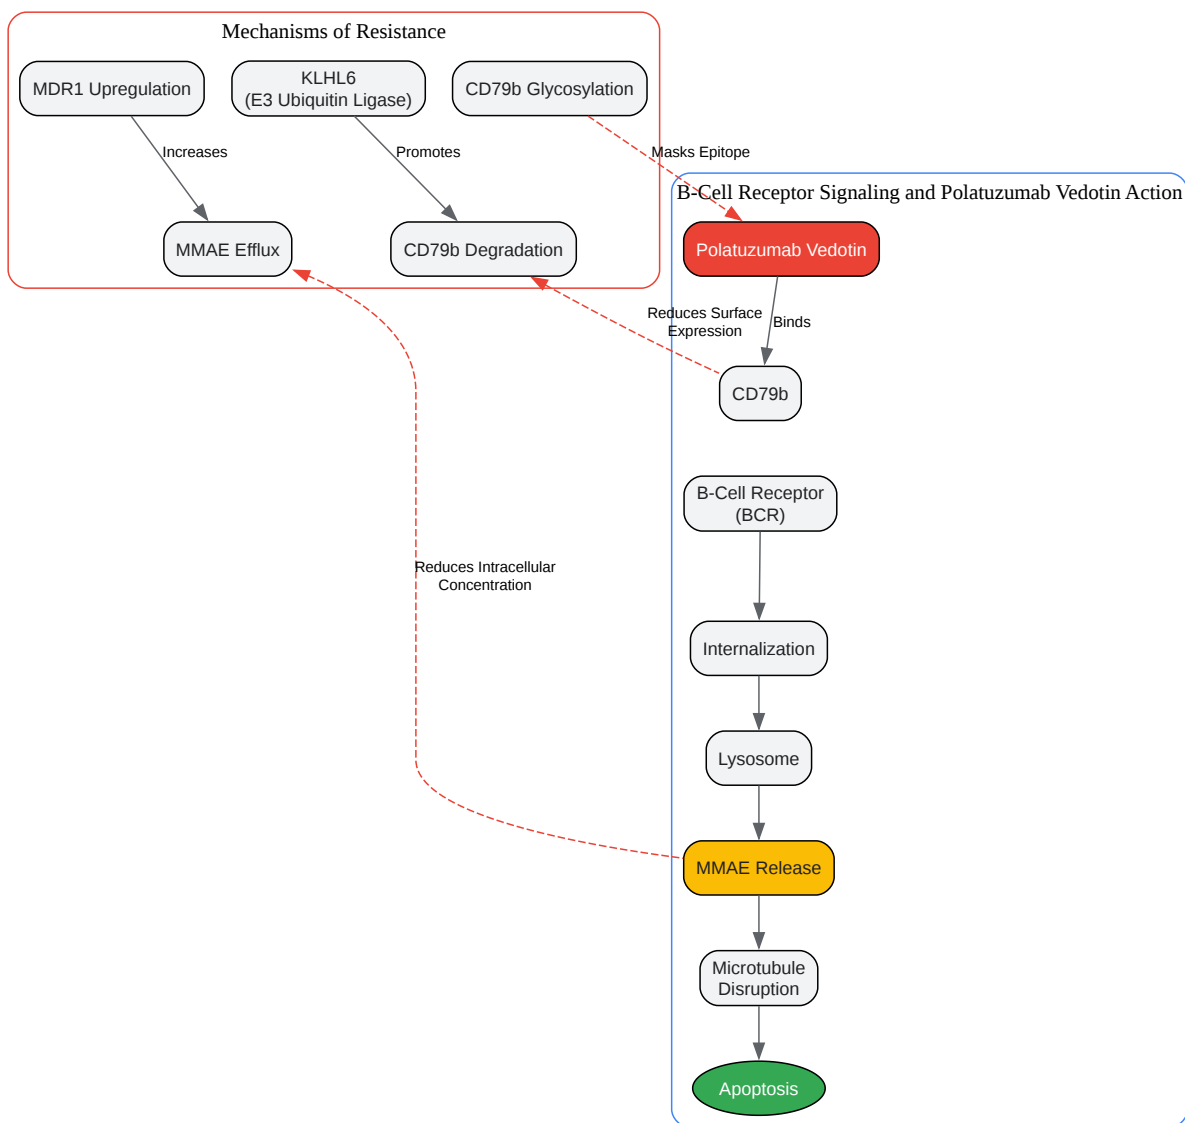 Mechanisms of Resistance
MDR1 Upregulation
KLHL6
(E3 Ubiquitin Ligase)
CD79b Glycosylation
Increases
Promotes
Masks Epitope
B-Cell Receptor Signaling and Polatuzumab Vedotin Action
MMAE Efflux
CD79b Degradation
Polatuzumab Vedotin
Reduces Surface
Expression
Binds
CD79b
B-Cell Receptor
(BCR)
Reduces Intracellular
Concentration
Internalization
Lysosome
MMAE Release
Microtubule
Disruption
Apoptosis